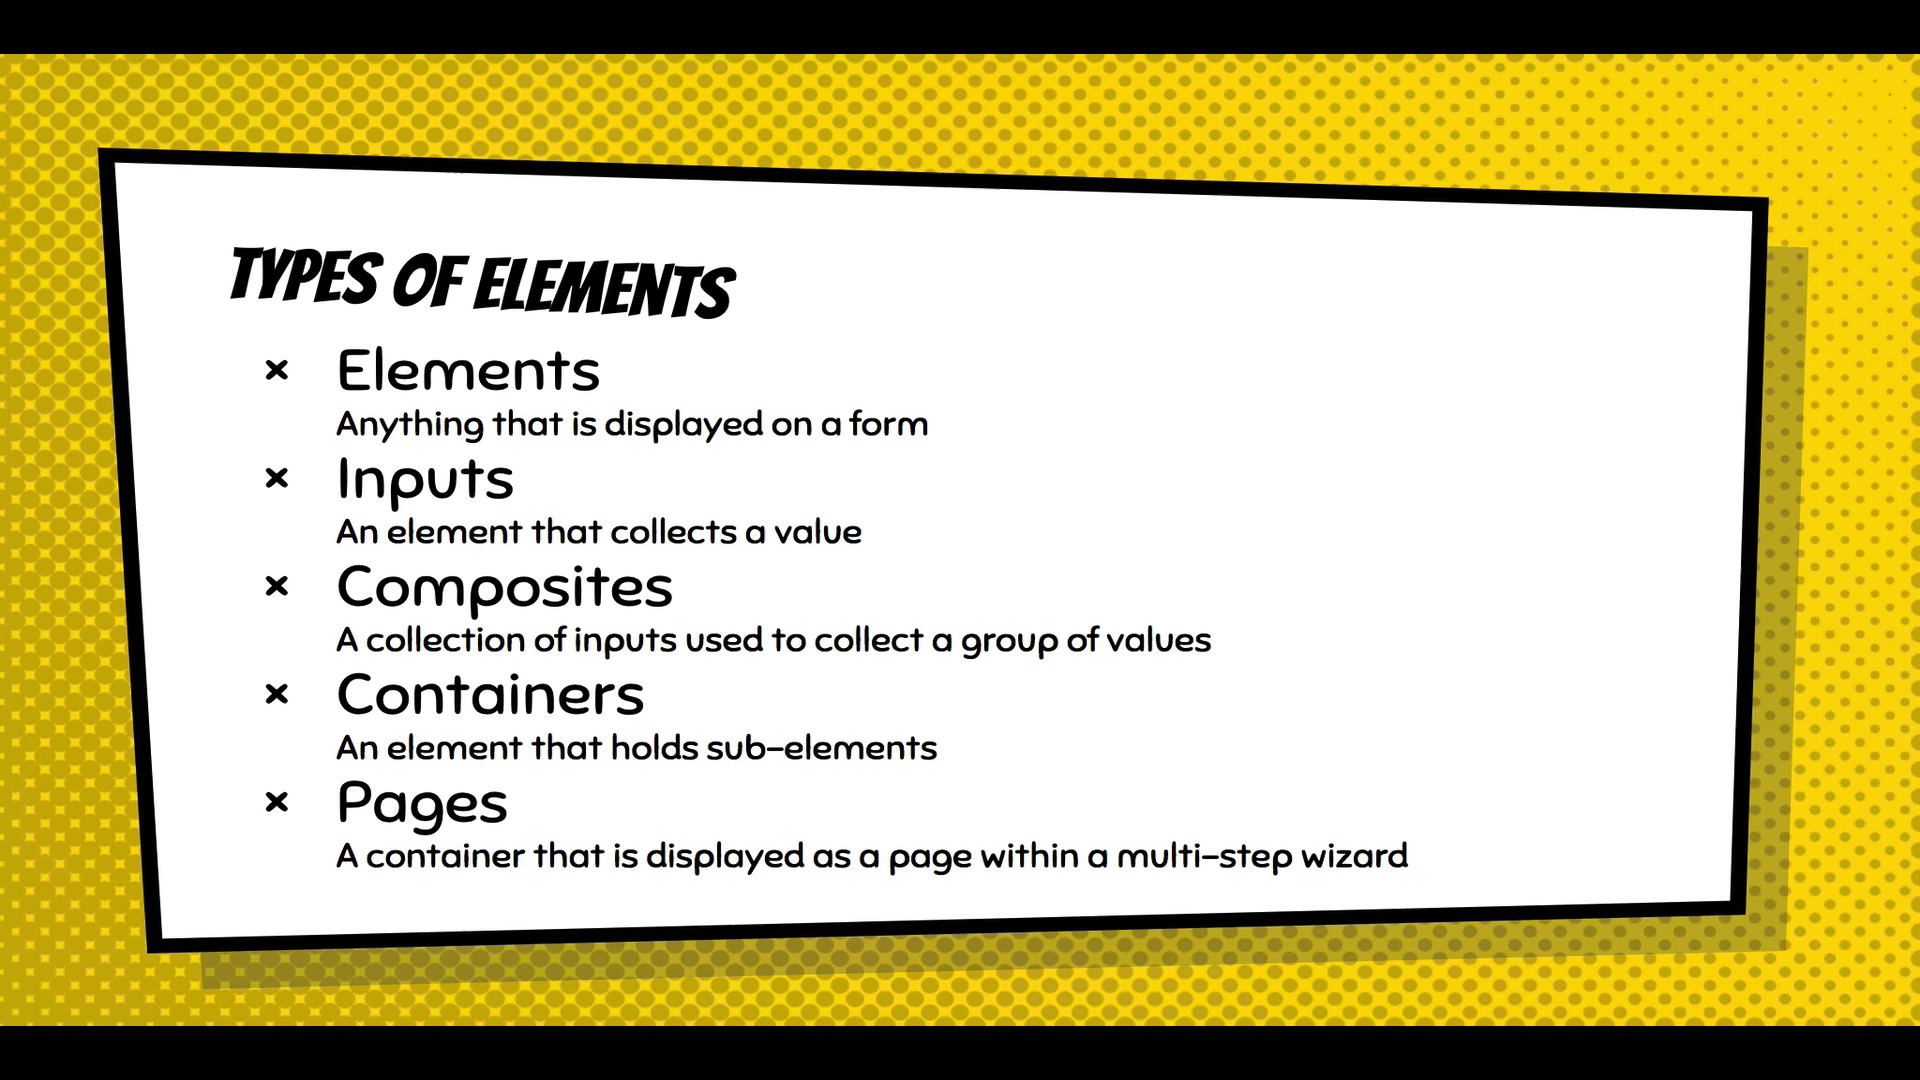 TYPES OF ELEMENTS
× Elements
Anything that is displayed on a form
× Inputs
An element that collects a value
× Composites
A collection of inputs used to collect a group of values
× Containers
An element that holds sub-elements
× Pages
A container that is displayed as a page within a multi-step wizard